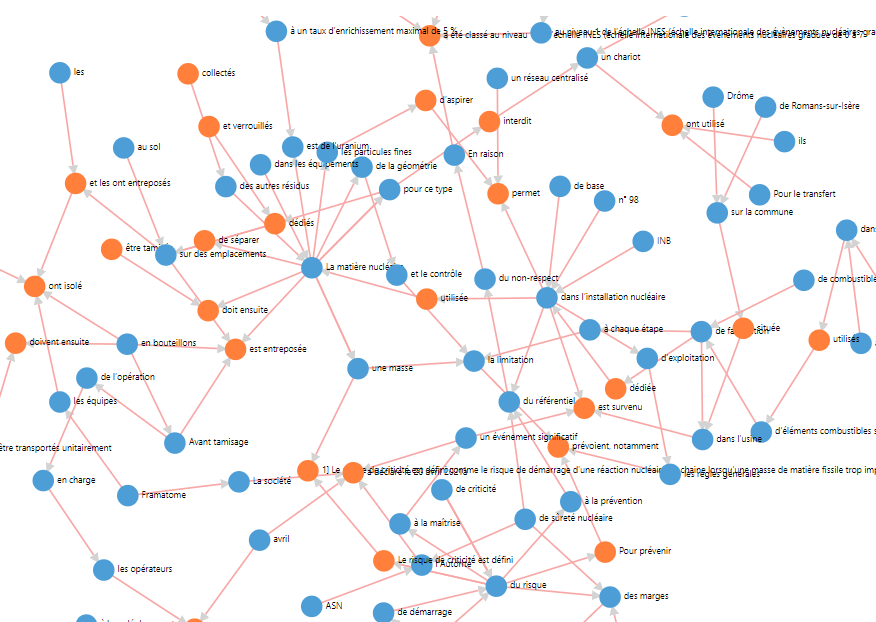 à un taux d'enrichissement maximal de 5 %
a été classé au niveau
au niveau 1 de l'échelle INES (échelle internationale des événements nucléaires
un chariot
les
collectés
un réseau centralisé
d'aspirer
Drôme
de Romans-sur-Isère
interdit
ont utilisé
et verrouillés
ils
au sol
est de l'uranium
les particules fines
En raison
dans les équipements
de la géométrie
et les ont entreposés
des autres résidus
pour ce type
permet
de base
n° 98
Pour le transfert
sur la commune
dédiés
de séparer
être
sur des emplacements
INB
La matière
et le contrôle
du non-respect
de combustible
ont isolé
utilisée
dans l'installation nucléaire
doit ensuite
à chaque étape
située
utilisés
doivent ensuite
en bouteillons
est entreposée
la limitation
d'exploitation
une masse
de l'opération
dédiée
les équipes
du référentiel
est survenu
d'éléments combustibles
dans l'usine
Avant tamisage
un événement significatif
prévoient, notamment
être transportés unitairement
1] Le
de criticité est défini comme le risque de démarrage d'une réaction nucléaire
chaîne lorsqu'une masse de matière fissile trop
les règles générales
en charge
La société
de criticité
Framatome
à la prévention
à la maîtrise
de sûreté nucléaire
avril
Pour prévenir
Le risque de criticité est défini
l'Autorité
les opérateurs
du risque
des marges
ASN
de démarrage